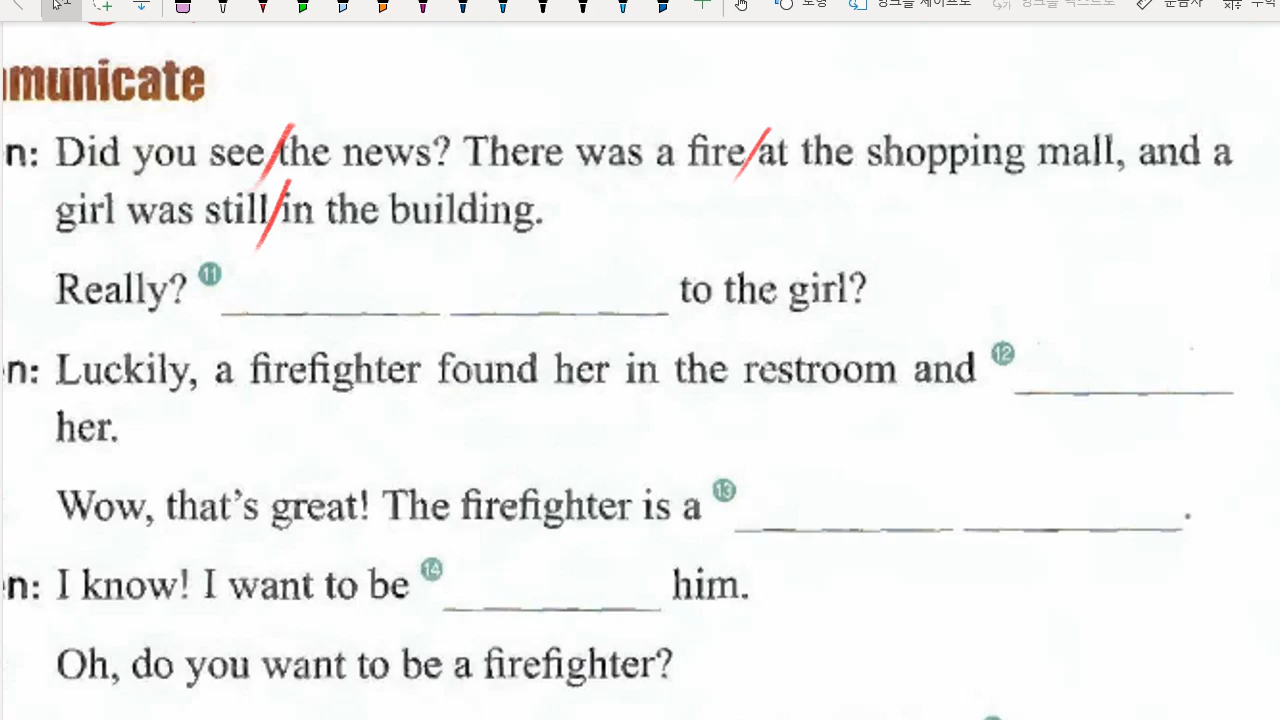 도형
municate
n: Did you see the news? There was a fire at the shopping mall, and a
girl was still in the building.
Really? ⑪ ________ ________ to the girl?
n: Luckily, a firefighter found her in the restroom and ⑫ ________
her.
Wow, that's great! The firefighter is a ⑬ ________ ________.
n: I know! I want to be ⑭ ________ him.
Oh, do you want to be a firefighter?